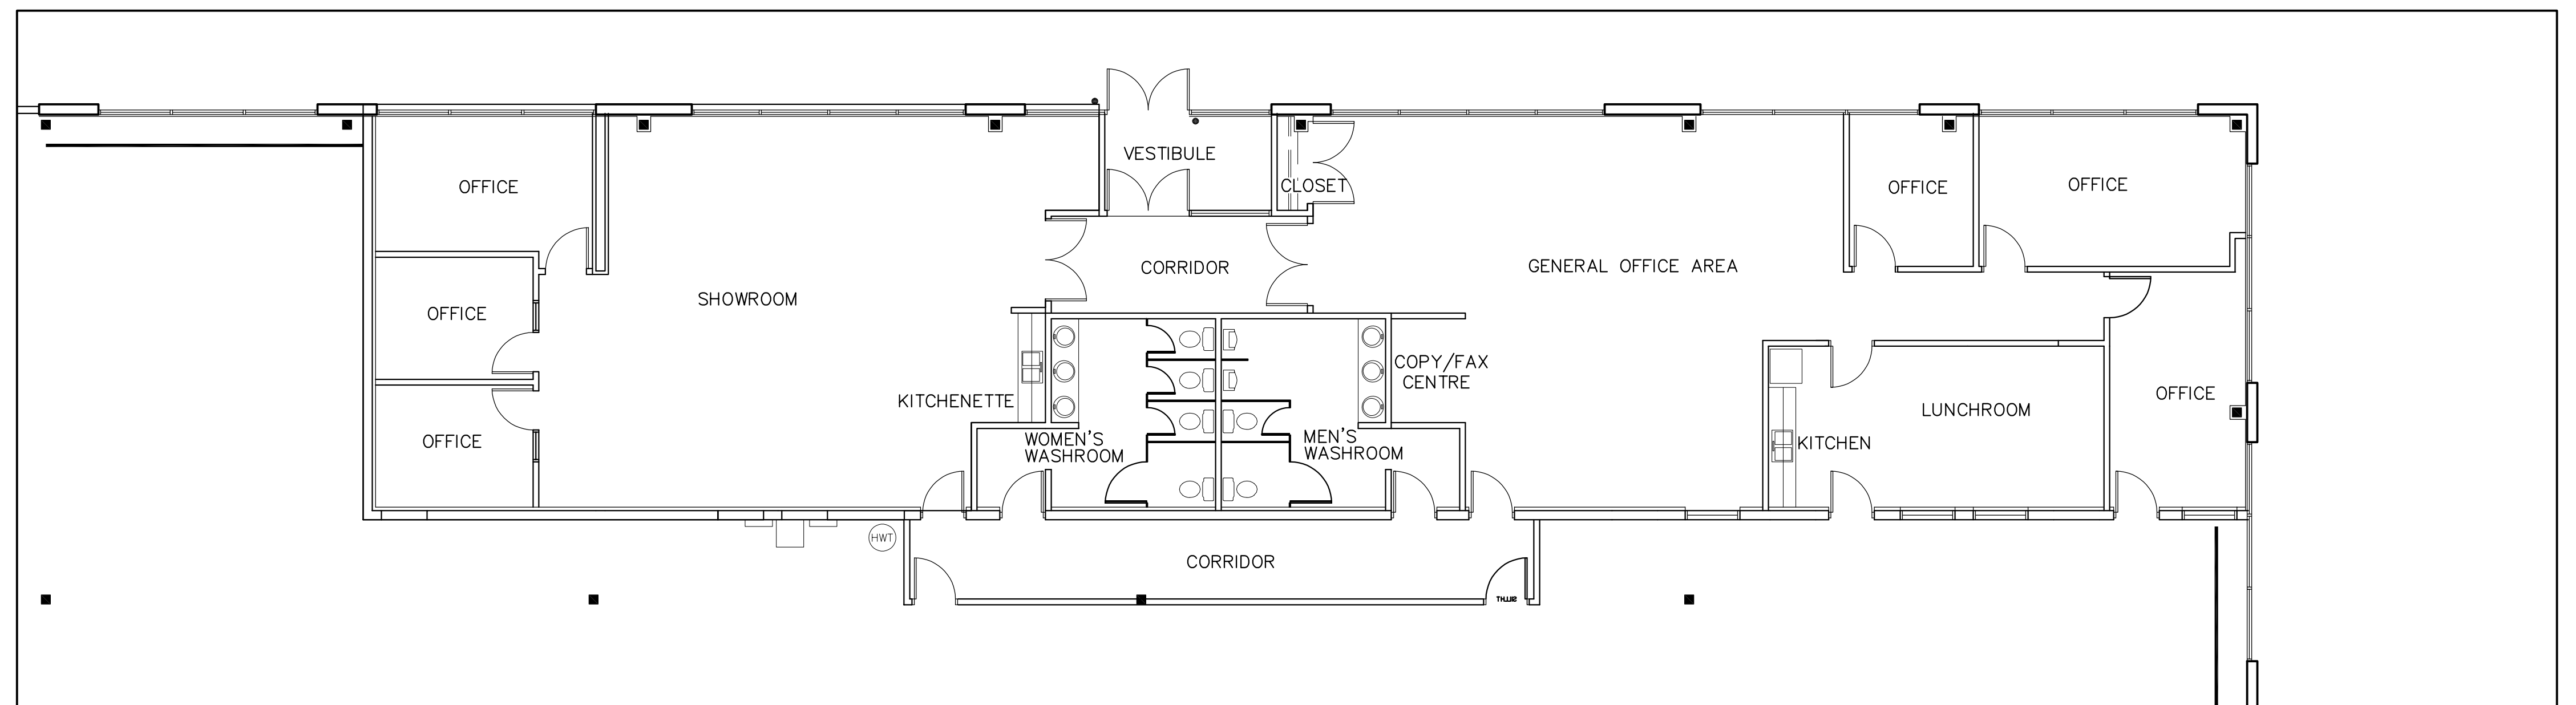 VESTIBULE
OFFICE
CLOSET
OFFICE
OFFICE
CORRIDOR
GENERAL OFFICE AREA
SHOWROOM
OFFICE
COPY/FAX
CENTRE
KITCHENETTE
OFFICE
LUNCHROOM
OFFICE
WOMEN'S
WASHROOM
MEN'S
WASHROOM
KITCHEN
HWT
CORRIDOR